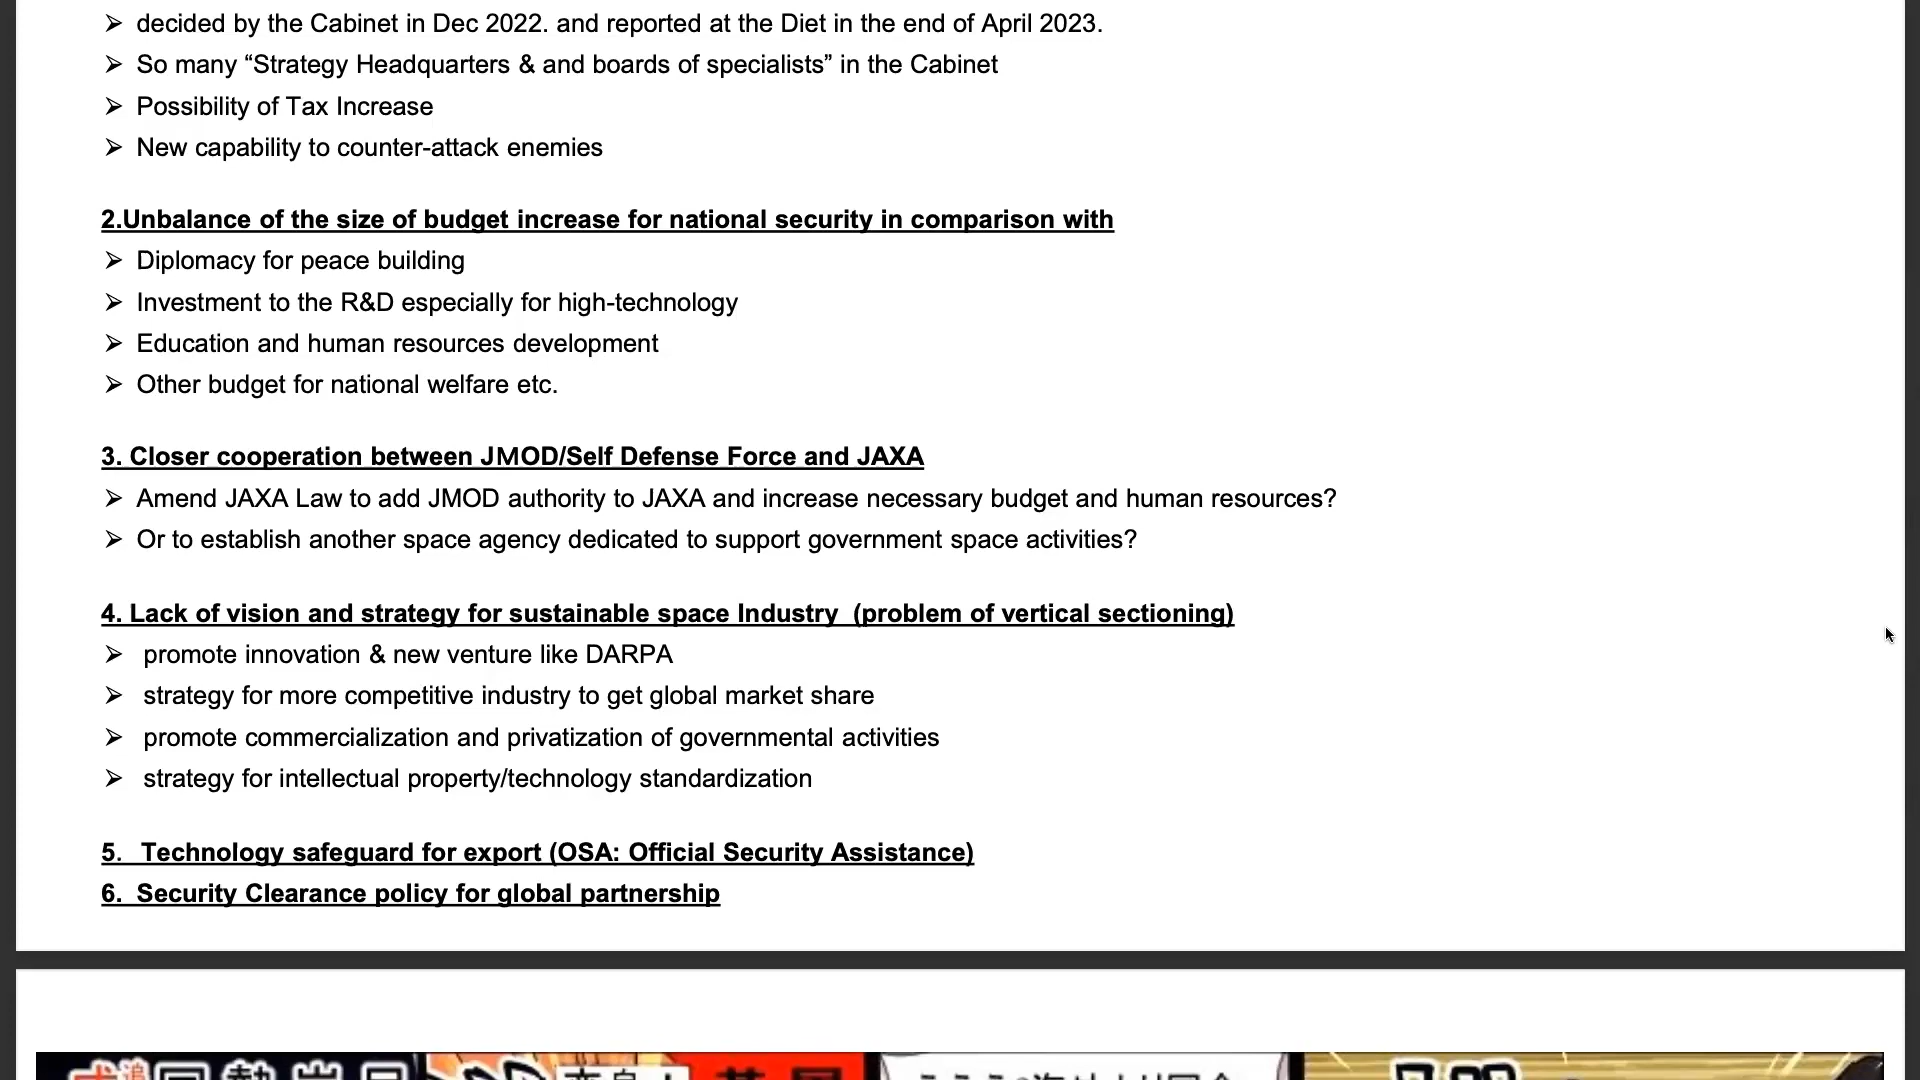 ➢ decided by the Cabinet in Dec 2022. and reported at the Diet in the end of April 2023.
➢ So many “Strategy Headquarters & and boards of specialists” in the Cabinet
➢ Possibility of Tax Increase
➢ New capability to counter-attack enemies
2.Unbalance of the size of budget increase for national security in comparison with
➢ Diplomacy for peace building
➢ Investment to the R&D especially for high-technology
➢ Education and human resources development
➢ Other budget for national welfare etc.
3. Closer cooperation between JMOD/Self Defense Force and JAXA
➢ Amend JAXA Law to add JMOD authority to JAXA and increase necessary budget and human resources?
➢ Or to establish another space agency dedicated to support government space activities?
4. Lack of vision and strategy for sustainable space Industry (problem of vertical sectioning)
➢ promote innovation & new venture like DARPA
➢ strategy for more competitive industry to get global market share
➢ promote commercialization and privatization of governmental activities
➢ strategy for intellectual property/technology standardization
5. Technology safeguard for export (OSA: Official Security Assistance)
6. Security Clearance policy for global partnership